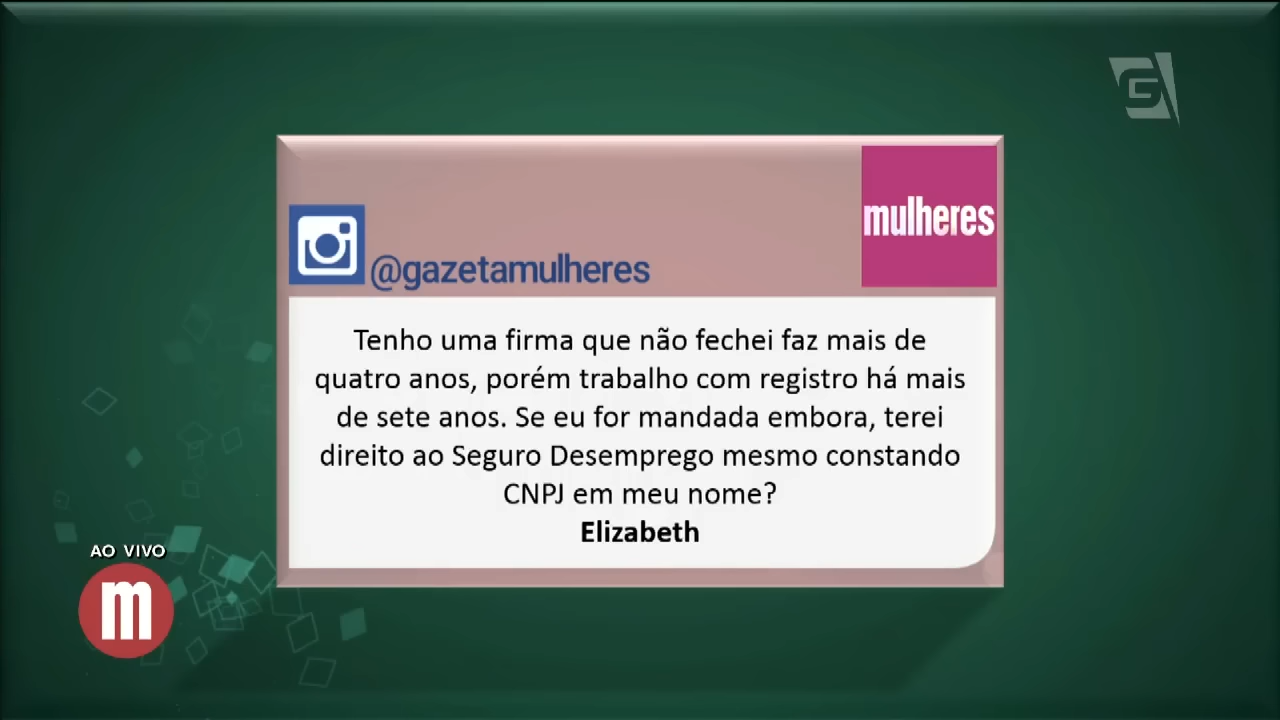 mulheres
@gazetamulheres
Tenho uma firma que não fechei faz mais de
quatro anos, porém trabalho com registro há mais
de sete anos. Se eu for mandada embora, terei
direito ao Seguro Desemprego mesmo constando
CNPJ em meu nome?
Elizabeth
AO VIVO
m
G